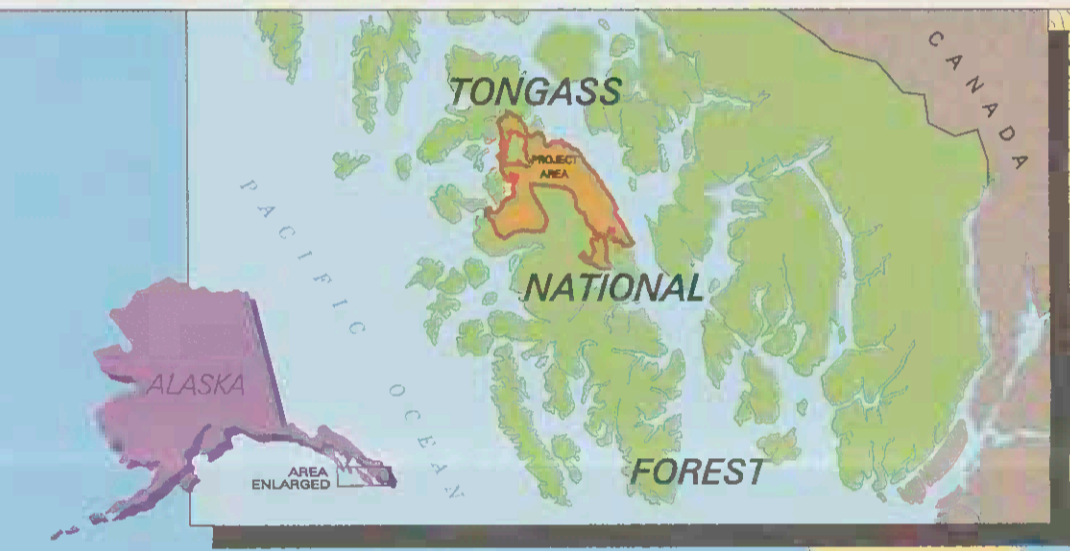 TONGASS
PROJECT
AREA
NATIONAL
FOREST
CANADA
PACIFIC OCEAN
ALASKA
AREA
ENLARGED